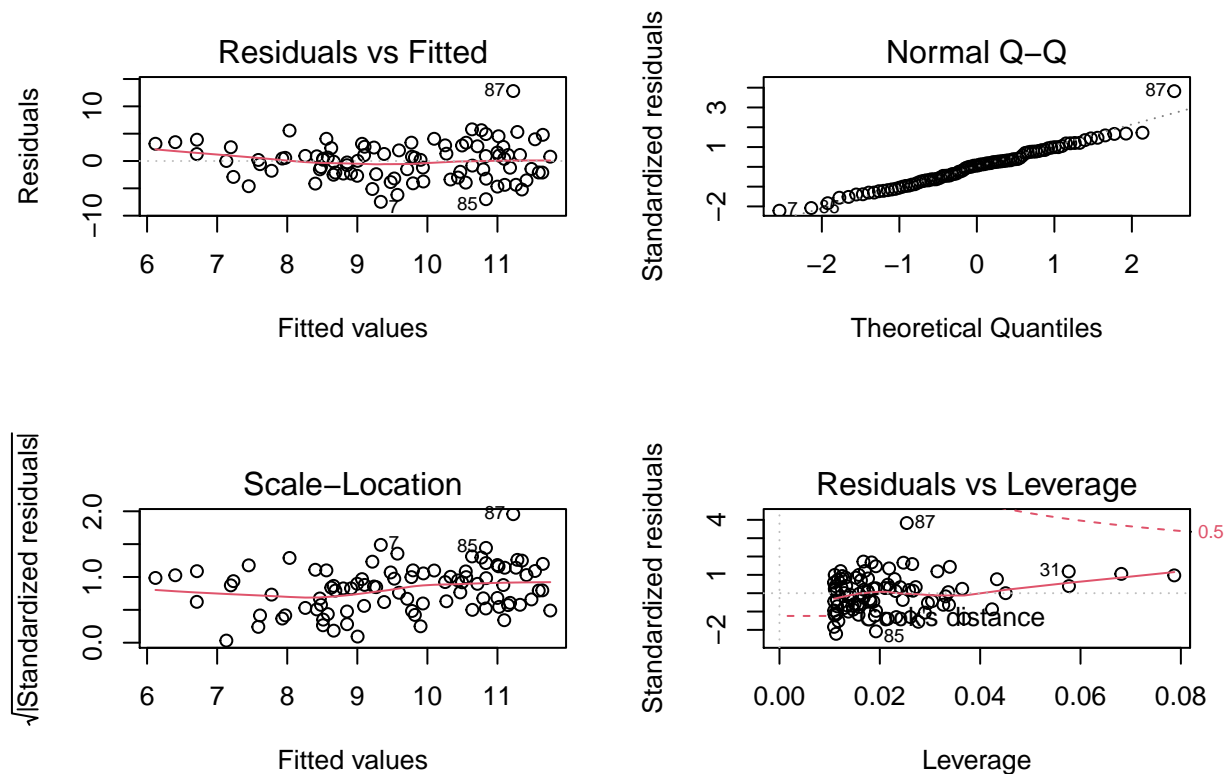 Residuals vs Fitted
Residuals
10
0
−10
87
7
85
6 7 8 9 10 11
Fitted values
Normal Q−Q
Standardized residuals
3
1
−2
87
7
85
−2 −1 0 1 2
Theoretical Quantiles
Scale−Location
√|Standardized residuals|
2.0
1.0
0.0
87
7
85
6 7 8 9 10 11
Fitted values
Residuals vs Leverage
Standardized residuals
4
1
−2
87
31
85
0.5
distance
0.00 0.02 0.04 0.06 0.08
Leverage